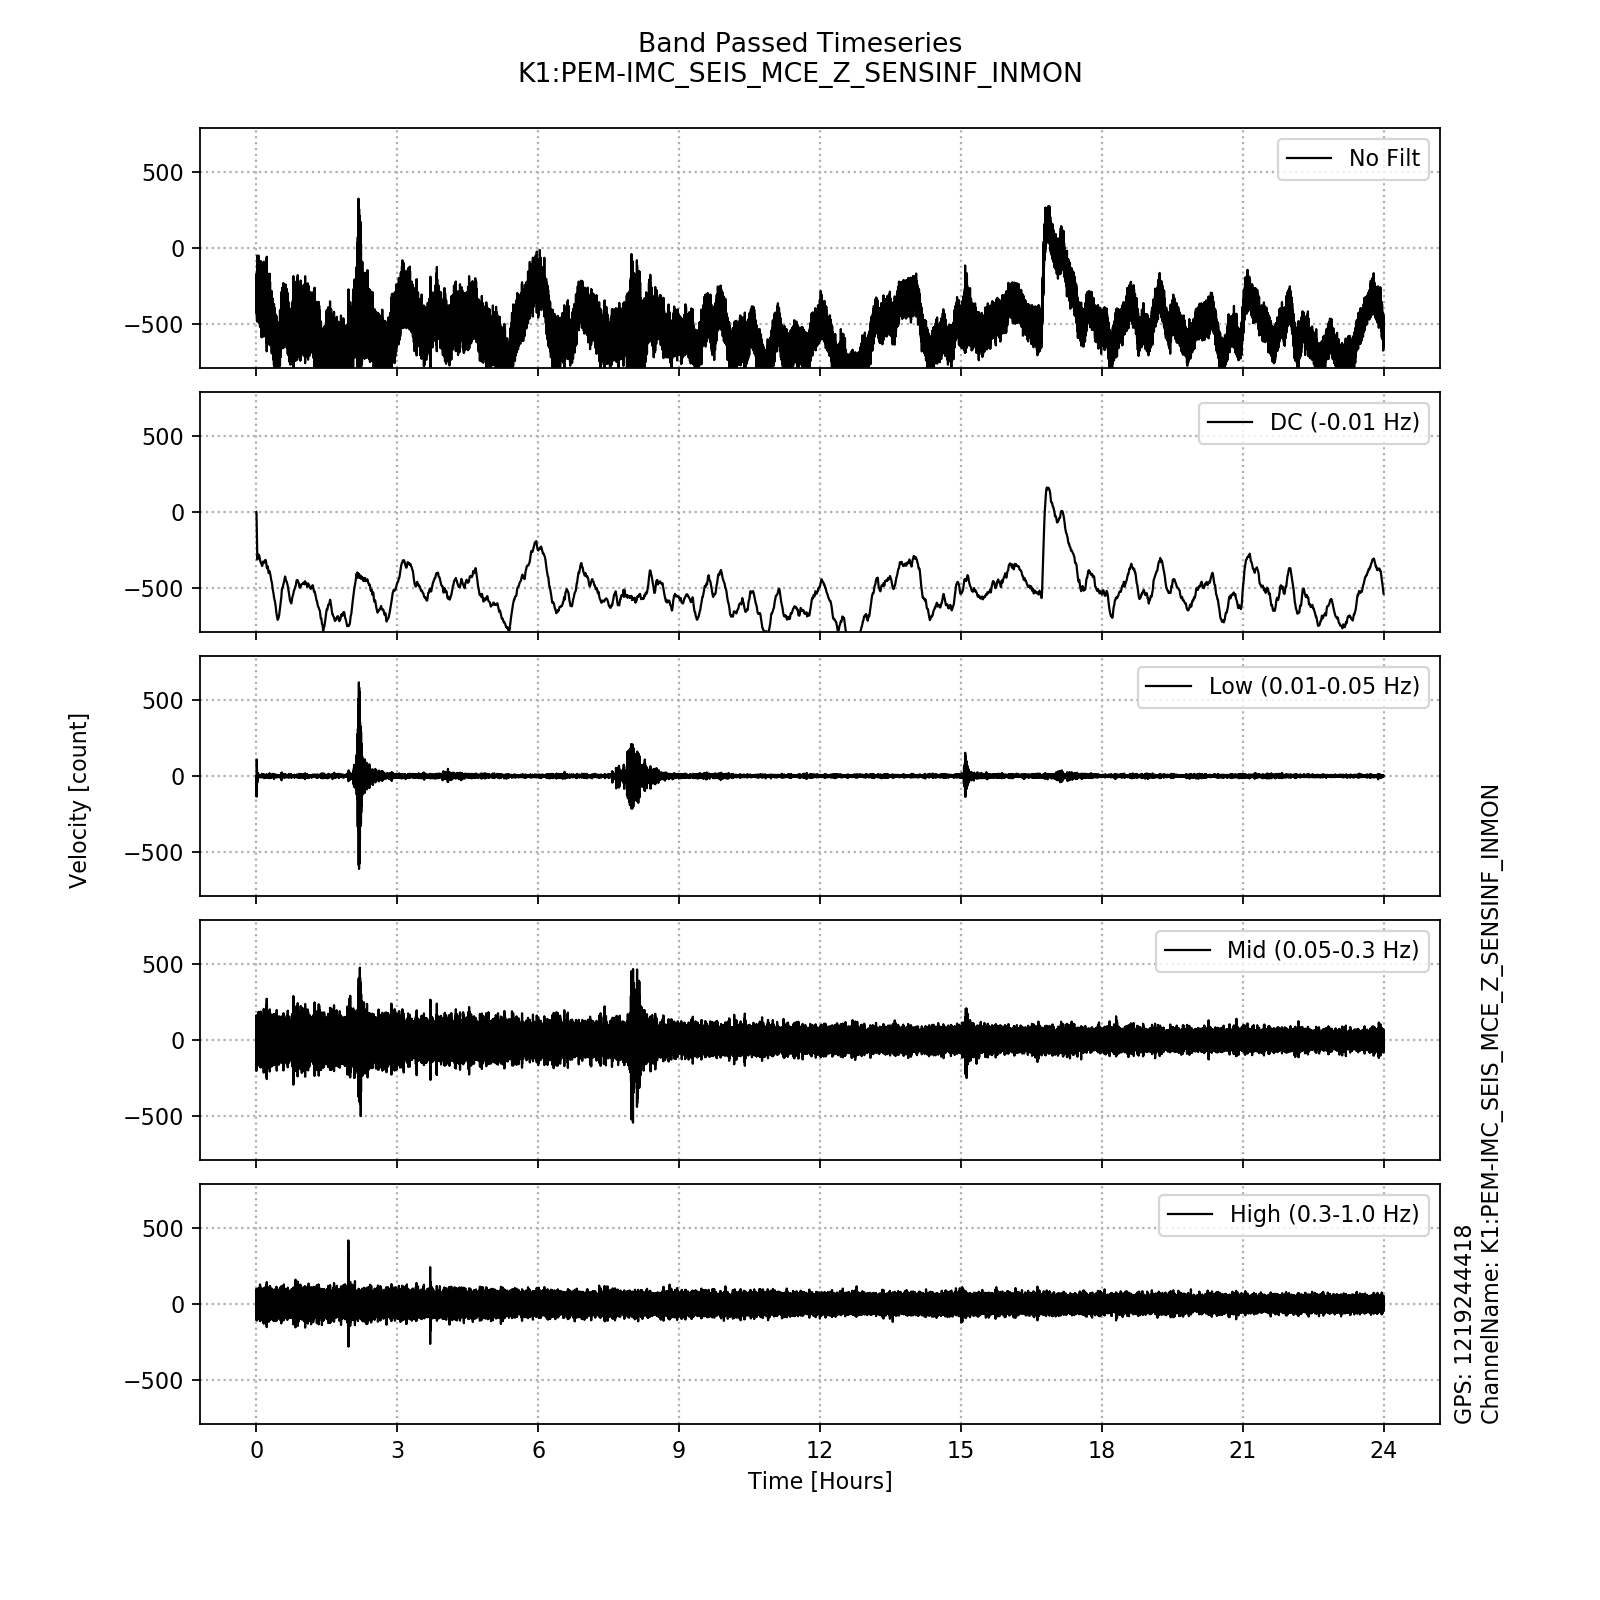 Band Passed Timeseries
K1:PEM-IMC_SEIS_MCE_Z_SENSINF_INMON
500
0
−500
No Filt
500
0
−500
DC (-0.01 Hz)
Velocity [count]
500
0
−500
Low (0.01-0.05 Hz)
500
0
−500
Mid (0.05-0.3 Hz)
500
0
−500
High (0.3-1.0 Hz)
0 3 6 9 12 15 18 21 24
Time [Hours]
GPS: 1219244418
ChannelName: K1:PEM-IMC_SEIS_MCE_Z_SENSINF_INMON